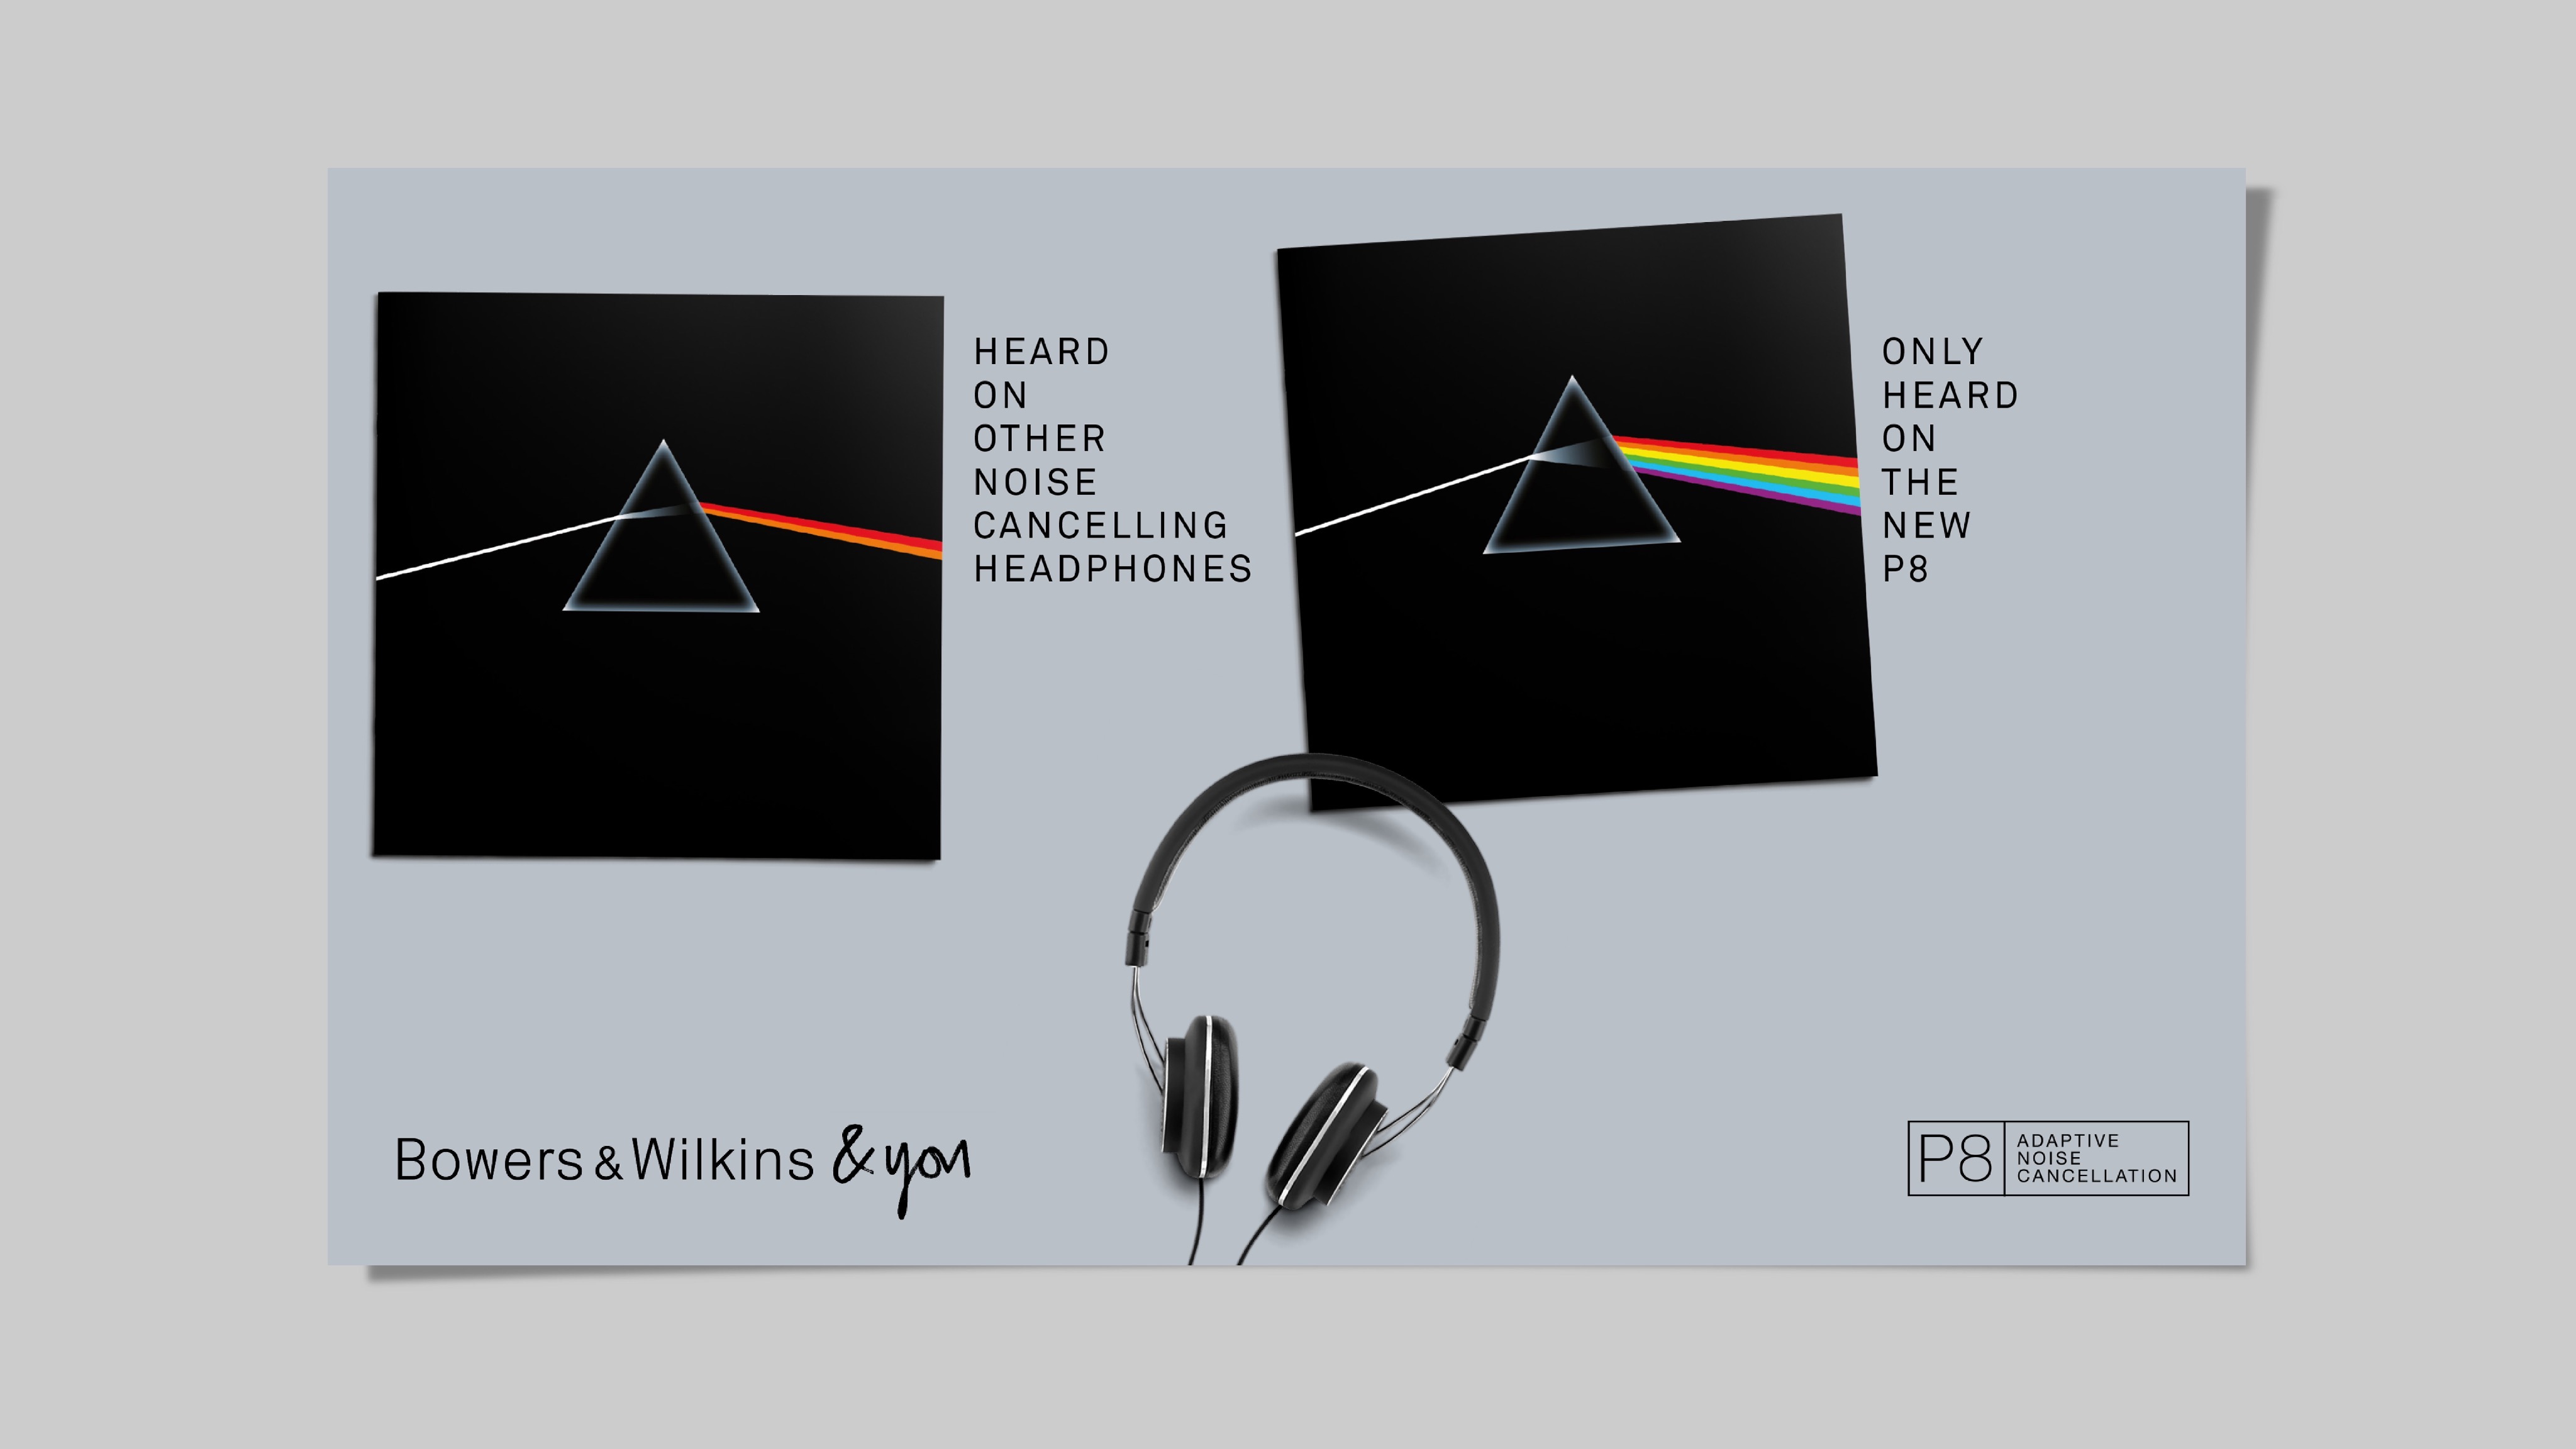 HEARD
ON
OTHER
NOISE
CANCELLING
HEADPHONES
ONLY
HEARD
ON
THE
NEW
P8
Bowers & Wilkins & you
P8
ADAPTIVE
NOISE
CANCELLATION